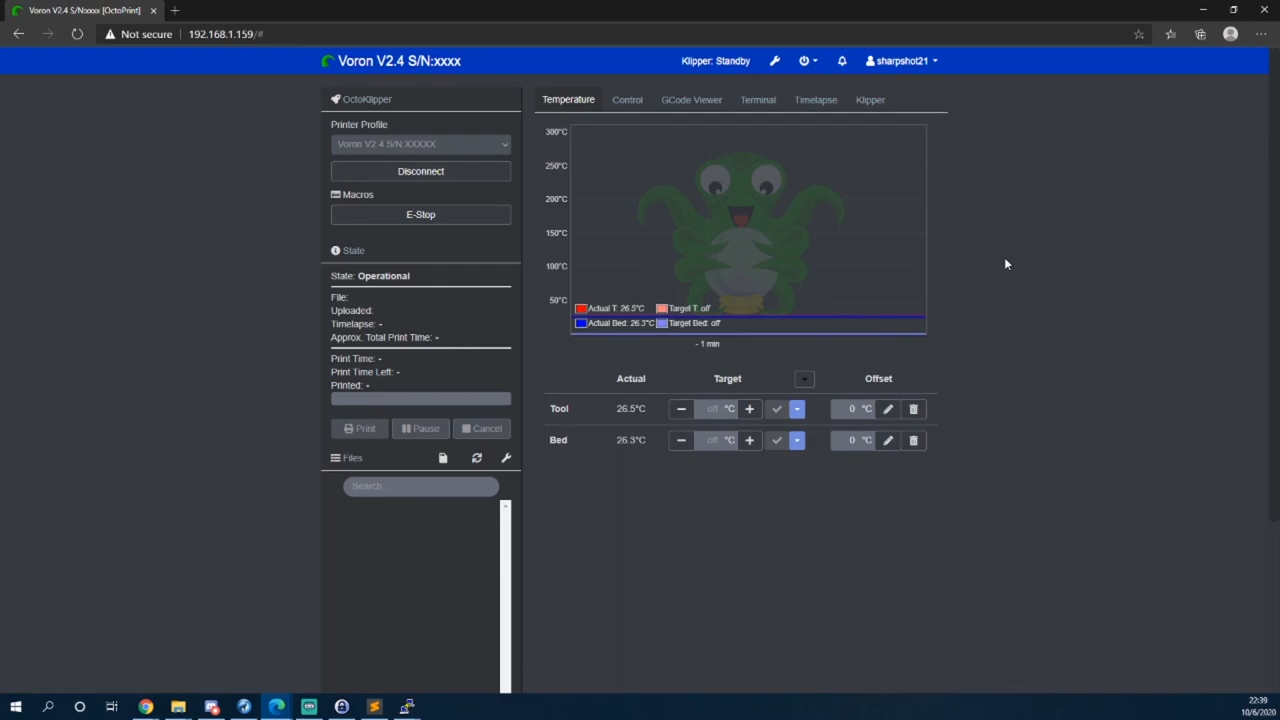 Voron V2.4 S/N:xxxx [OctoPrint]
Not secure 192.168.1.159/#
Voron V2.4 S/N:xxxx
Klipper: Standby
sharpshot21
OctoKlipper
Printer Profile
Voron V2.4 S/N XXXXX
Disconnect
Macros
E-Stop
State
State: Operational
File:
Uploaded:
Timelapse: -
Approx. Total Print Time: -
Print Time: -
Print Time Left: -
Printed: -
Print Pause Cancel
Files
Search...
Temperature Control GCode Viewer Terminal Timelapse Klipper
300°C
250°C
200°C
150°C
100°C
50°C
Actual T: 26.5°C Target T: off
Actual Bed: 26.3°C Target Bed: off
- 1 min
Actual Target Offset
Tool 26.5°C off °C 0 °C
Bed 26.3°C off °C 0 °C
22:39
10/6/2020